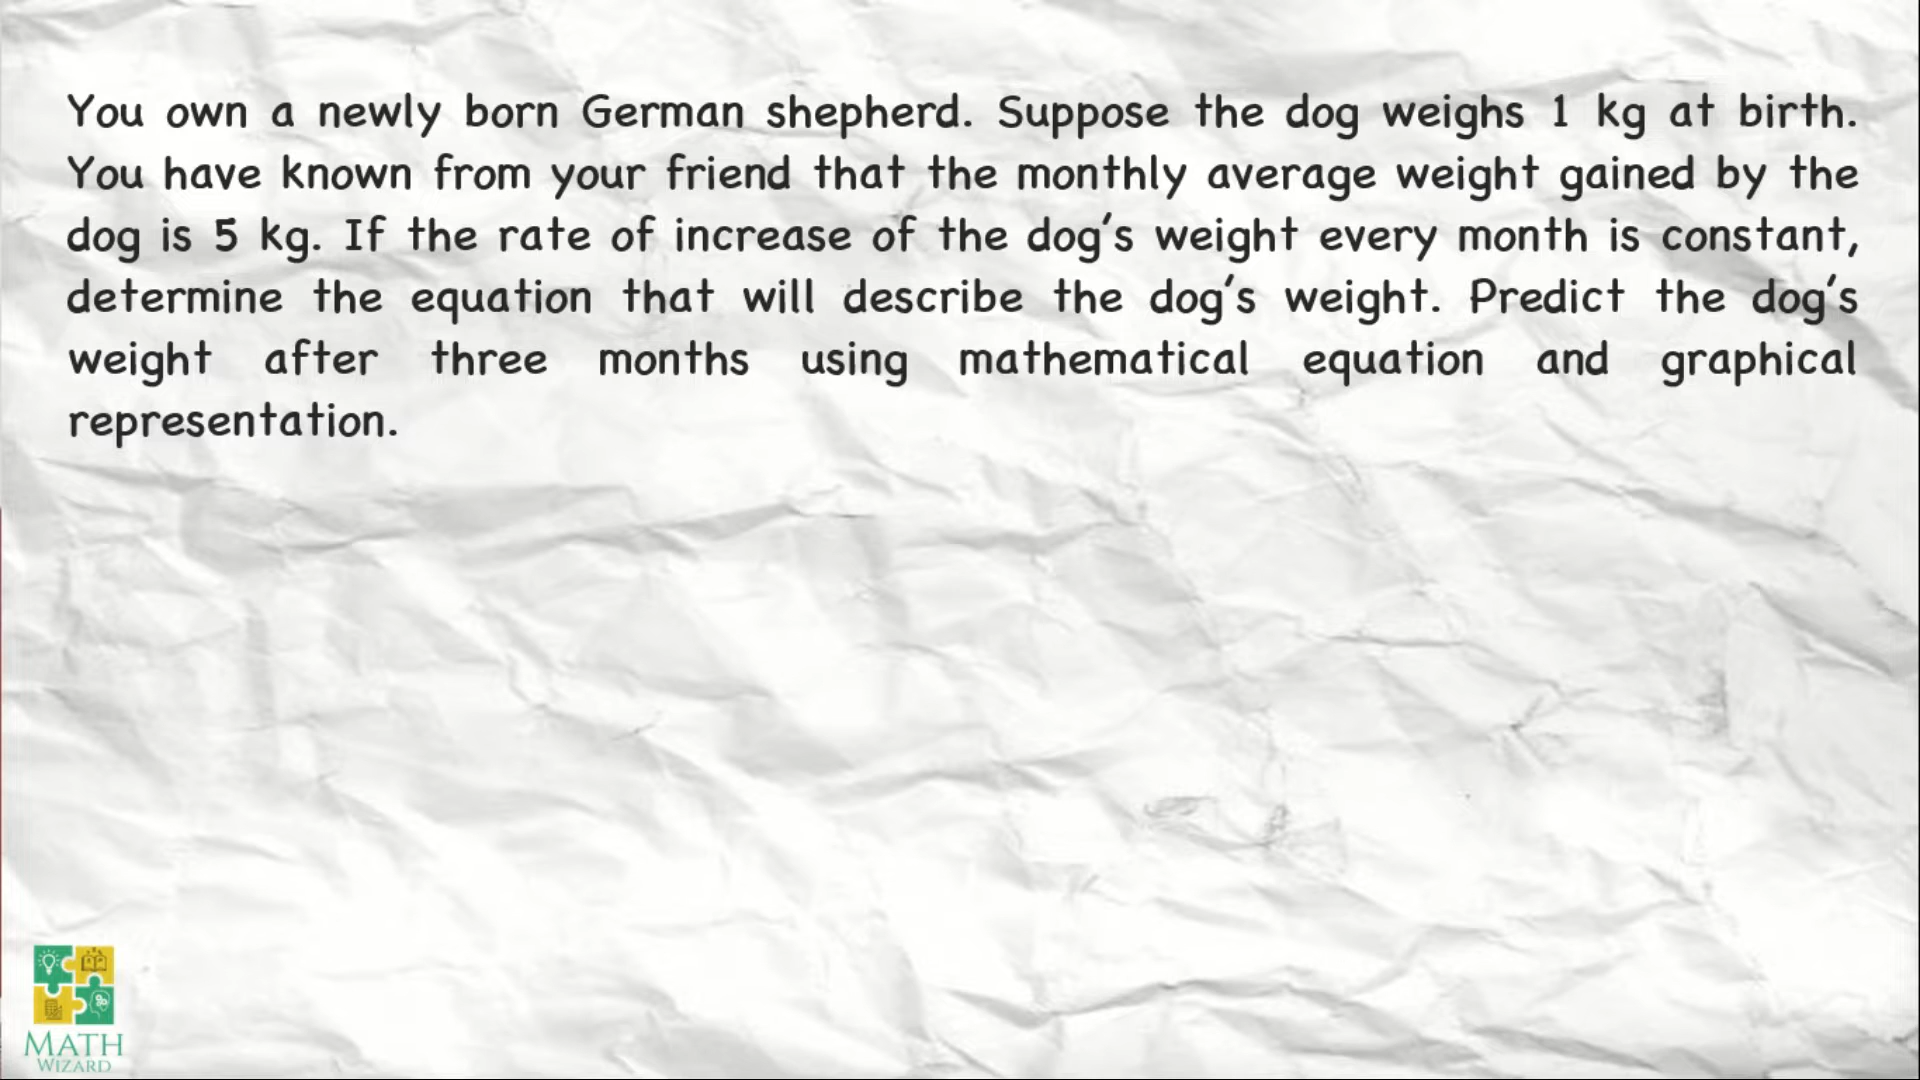 You own a newly born German shepherd. Suppose the dog weighs 1 kg at birth.
You have known from your friend that the monthly average weight gained by the
dog is 5 kg. If the rate of increase of the dog's weight every month is constant,
determine the equation that will describe the dog's weight. Predict the dog's
weight after three months using mathematical equation and graphical
representation.
MATH
WIZARD